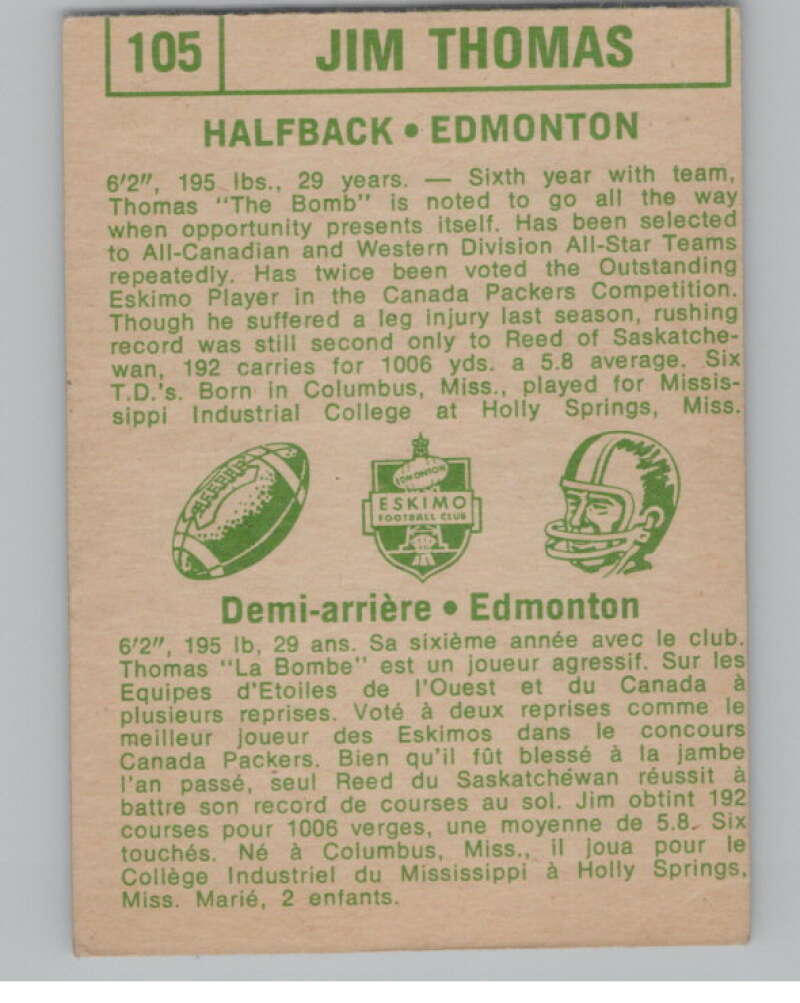 105 JIM THOMAS
HALFBACK • EDMONTON
6'2", 195 lbs., 29 years. — Sixth year with team,
Thomas "The Bomb" is noted to go all the way
when opportunity presents itself. Has been selected
to All-Canadian and Western Division All-Star Teams
repeatedly. Has twice been voted the Outstanding
Eskimo Player in the Canada Packers Competition.
Though he suffered a leg injury last season, rushing
record was still second only to Reed of Saskatche-
wan, 192 carries for 1006 yds. a 5.8 average. Six
T.D.'s. Born in Columbus, Miss., played for Missis-
sippi Industrial College at Holly Springs, Miss.
EDMONTON
ESKIMO
FOOTBALL CLUB
Demi-arrière • Edmonton
6'2", 195 lb, 29 ans. Sa sixième année avec le club.
Thomas "La Bombe" est un joueur agressif. Sur les
Equipes d'Etoiles de l'Ouest et du Canada à
plusieurs reprises. Voté à deux reprises comme le
meilleur joueur des Eskimos dans le concours
Canada Packers. Bien qu'il fût blessé à la jambe
l'an passé, seul Reed du Saskatchéwan réussit à
battre son record de courses au sol. Jim obtint 192
courses pour 1006 verges, une moyenne de 5.8. Six
touchés. Né à Columbus, Miss., il joua pour le
Collège Industriel du Mississippi à Holly Springs,
Miss. Marié, 2 enfants.